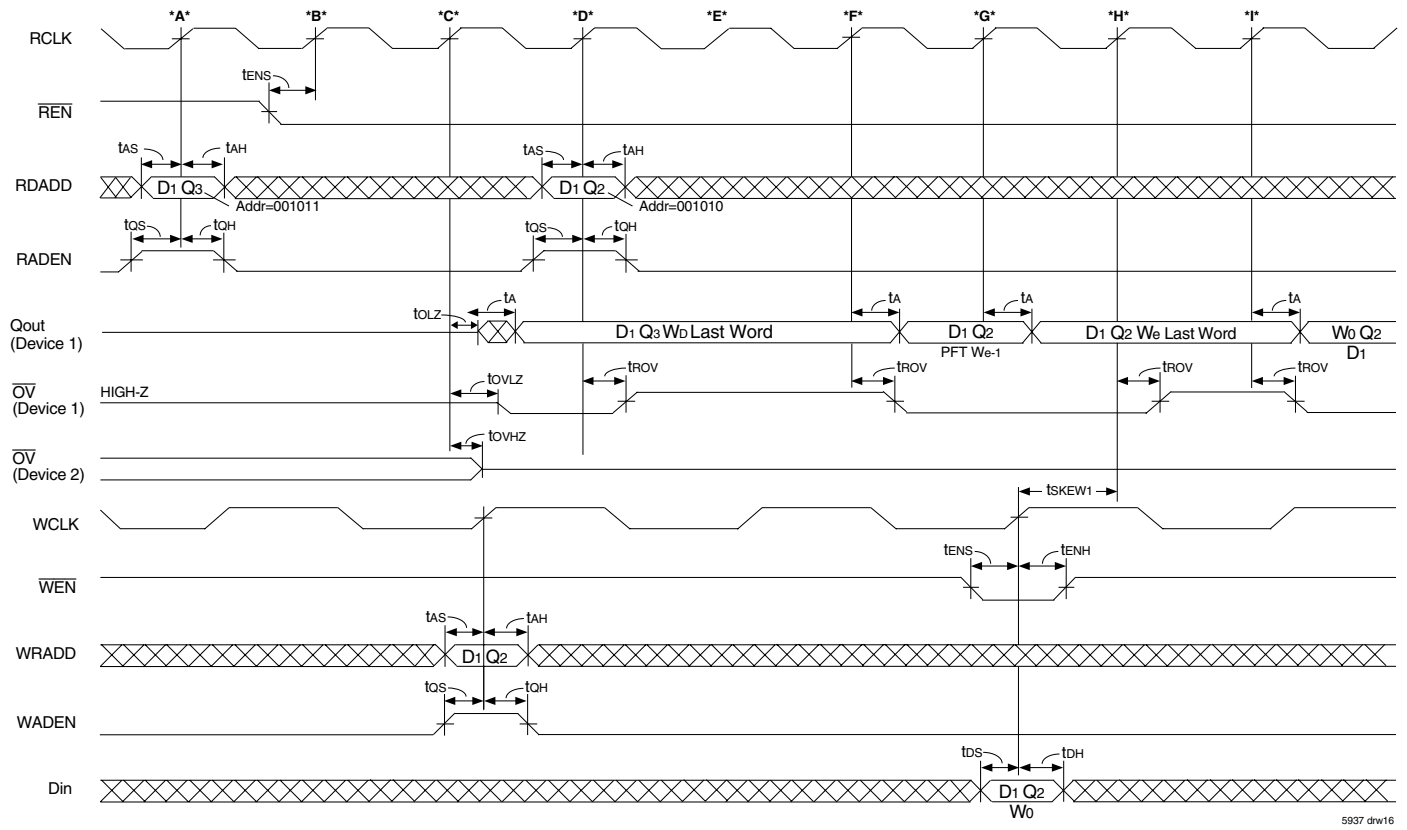 *A* *B* *C* *D* *E* *F* *G* *H* *I*
RCLK
tENS
REN
tAS tAH tAS tAH
RDADD D1 Q3 D1 Q2
Addr=001011 Addr=001010
tQS tQH tQS tQH
RADEN
tOLZ tA tA tA tA
Qout
(Device 1)
D1 Q3 WD Last Word D1 Q2 D1 Q2 We Last Word W0 Q2
PFT We-1 D1
tOVLZ tROV tROV tROV tROV
OV
(Device 1)
HIGH-Z
tOVHZ
OV
(Device 2)
tSKEW1
WCLK
tENS tENH
WEN
tAS tAH
WRADD D1 Q2
tQS tQH
WADEN
tDS tDH
Din D1 Q2
W0
5937 drw16